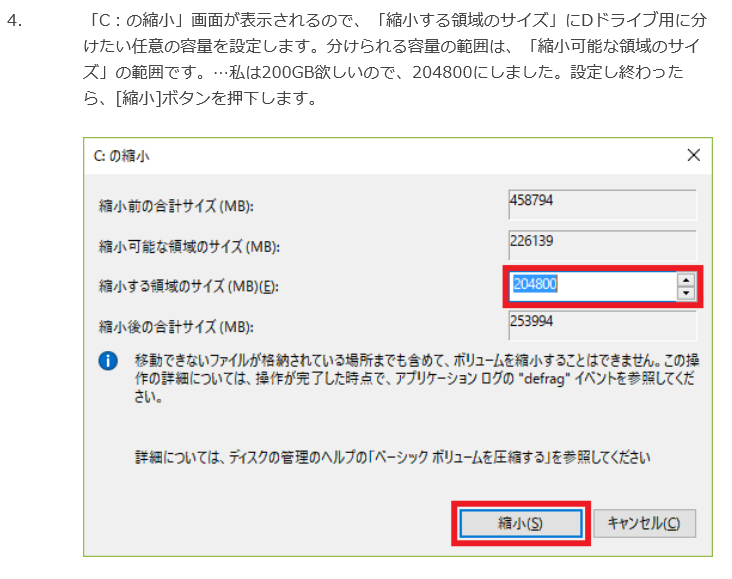 4. 「C：の縮小」画面が表示されるので、「縮小する領域のサイズ」にDドライブ用に分
けたい任意の容量を設定します。分けられる容量の範囲は、「縮小可能な領域のサイ
ズ」の範囲です。…私は200GB欲しいので、204800にしました。設定し終わった
ら、[縮小]ボタンを押下します。
C: の縮小
縮小前の合計サイズ (MB): 458794
縮小可能な領域のサイズ (MB): 226139
縮小する領域のサイズ (MB)(E): 204800
縮小後の合計サイズ (MB): 253994
移動できないファイルが格納されている場所までも含めて、ボリュームを縮小することはできません。この操
作の詳細については、操作が完了した時点で、アプリケーション ログの "defrag" イベントを参照してくだ
さい。
詳細については、ディスクの管理のヘルプの「ベーシック ボリュームを圧縮する」を参照してください
縮小(S) キャンセル(C)